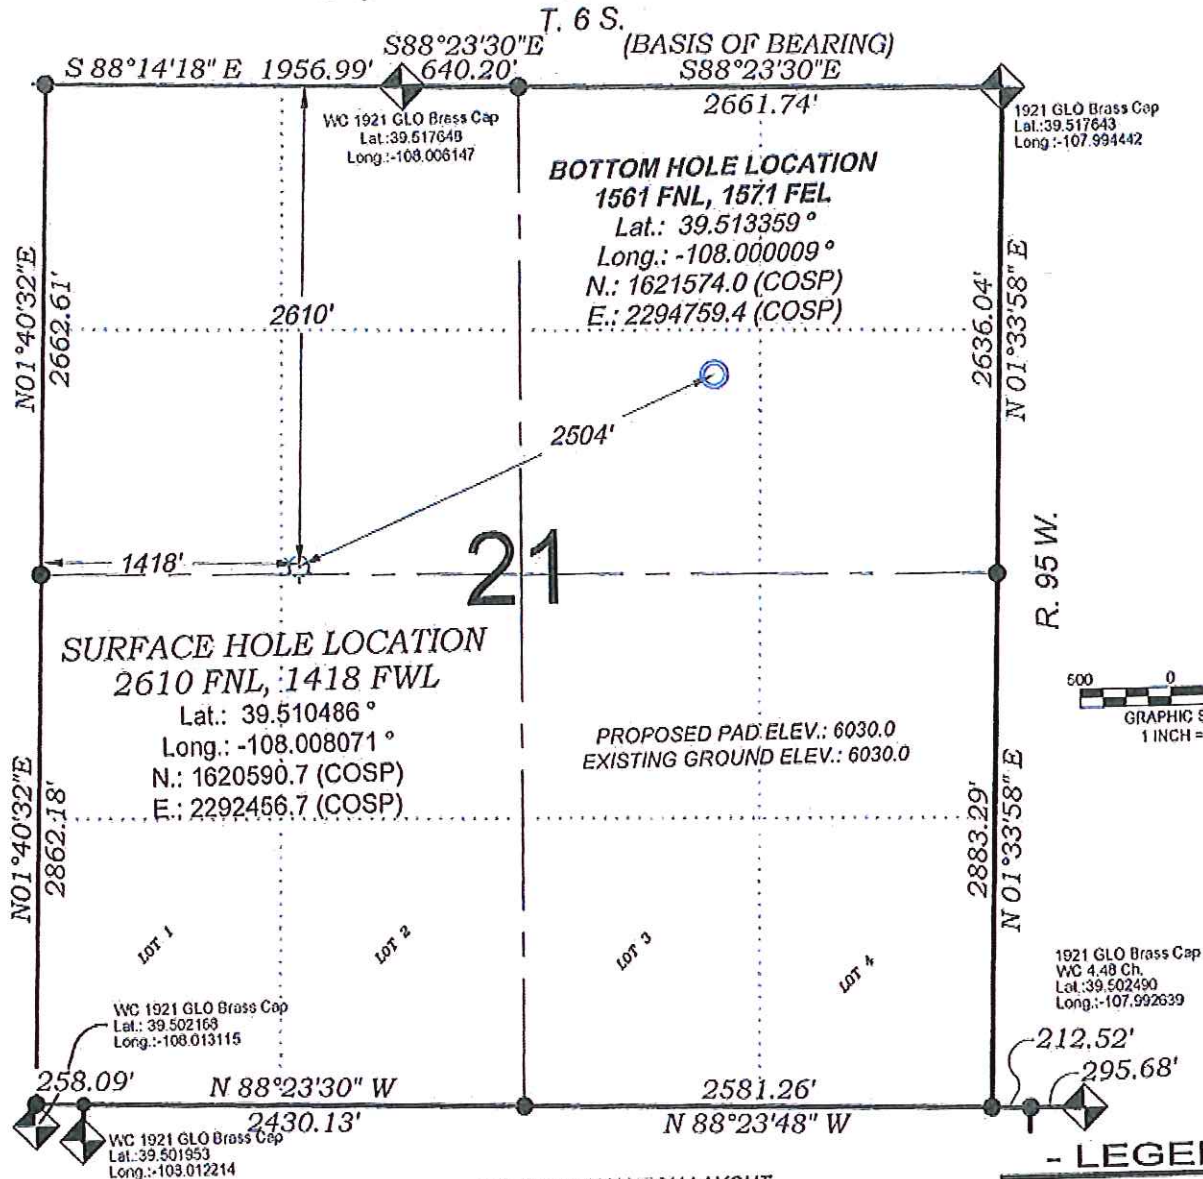 T. 6 S.
S88°23'30"E (BASIS OF BEARING)
S 88°14'18" E 1956.99' 640.20' S88°23'30"E
2661.74'
WC 1921 GLO Brass Cap
Lat.:39.517648
Long.:-108.006147
1921 GLO Brass Cap
Lat.:39.517643
Long.:-107.994442
BOTTOM HOLE LOCATION
1561 FNL, 1571 FEL
Lat.: 39.513359 °
Long.: -108.000009 °
N.: 1621574.0 (COSP)
E.: 2294759.4 (COSP)
N01°40'32"E
2662.61'
2610'
2636.04'
N 01°33'58" E
2504'
1418'
21
R. 95 W.
SURFACE HOLE LOCATION
2610 FNL, 1418 FWL
Lat.: 39.510486 °
Long.: -108.008071 °
N.: 1620590.7 (COSP)
E.: 2292456.7 (COSP)
PROPOSED PAD ELEV.: 6030.0
EXISTING GROUND ELEV.: 6030.0
500 0
GRAPHIC S
1 INCH =
N01°40'32"E
2862.18'
2883.29'
N 01°33'58" E
LOT 1
LOT 2
LOT 3
LOT 4
1921 GLO Brass Cap
WC 4.48 Ch.
Lat.:39.502490
Long.:-107.992639
WC 1921 GLO Brass Cap
Lat.: 39.502168
Long.:-108.013115
212.52'
295.68'
258.09' N 88°23'30" W 2581.26'
2430.13' N 88°23'48" W
WC 1921 GLO Brass Cap
Lat.:39.501953
Long.:-108.012214
- LEGE